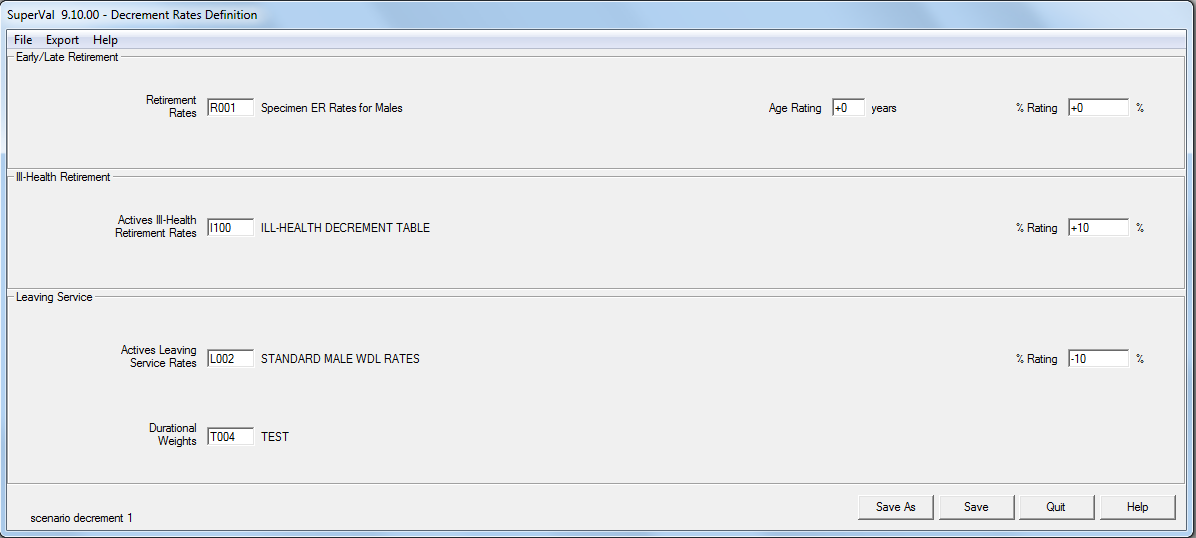 SuperVal 9.10.00 - Decrement Rates Definition
File Export Help
Early/Late Retirement
Retirement
Rates
R001 Specimen ER Rates for Males
Age Rating +0 years
% Rating +0 %
Ill-Health Retirement
Actives Ill-Health
Retirement Rates
I100 ILL-HEALTH DECREMENT TABLE
% Rating +10 %
Leaving Service
Actives Leaving
Service Rates
L002 STANDARD MALE WDL RATES
% Rating -10 %
Durational
Weights
T004 TEST
scenario decrement 1
Save As Save Quit Help